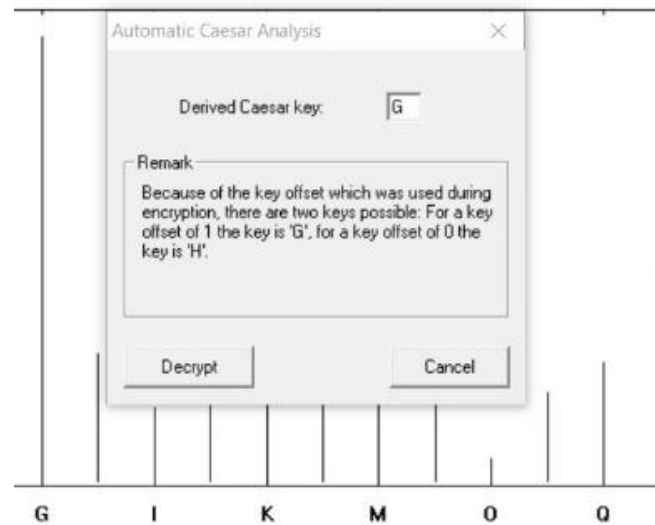 Automatic Caesar Analysis
Derived Caesar key: G
Remark
Because of the key offset which was used during
encryption, there are two keys possible: For a key
offset of 1 the key is 'G', for a key offset of 0 the
key is 'H'.
Decrypt Cancel
G I K M O Q